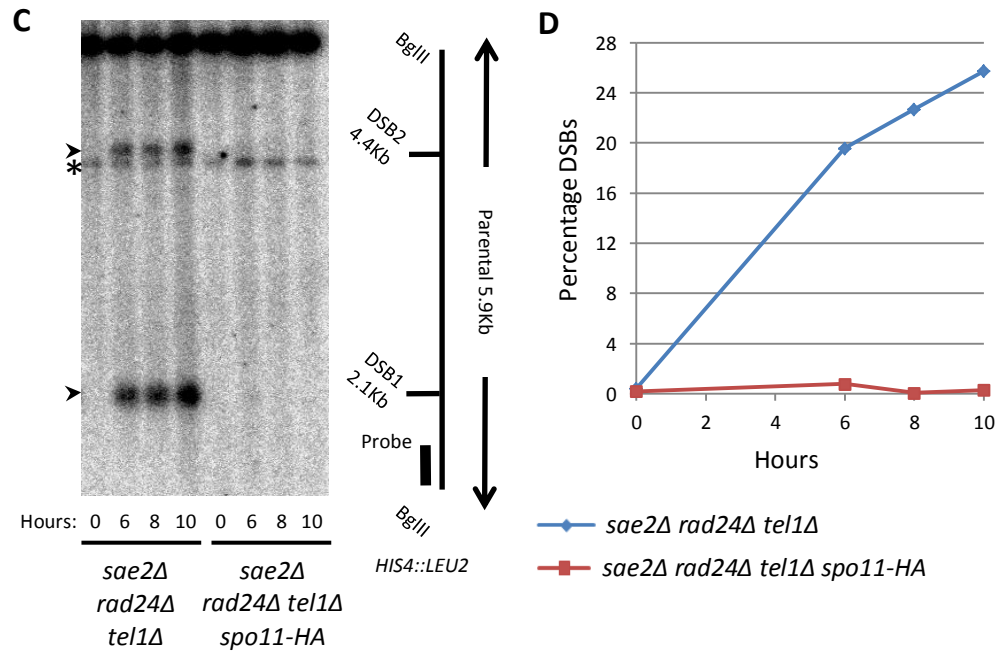 C
*
BglII
DSB2
4.4Kb
Parental 5.9Kb
DSB1
2.1Kb
Probe
BglII
HIS4::LEU2
Hours: 0 6 8 10 0 6 8 10
sae2Δ
rad24Δ
tel1Δ
sae2Δ
rad24Δ tel1Δ
spo11-HA
D
Percentage DSBs
28
24
20
16
12
8
4
0
0 2 4 6 8 10
Hours
sae2Δ rad24Δ tel1Δ
sae2Δ rad24Δ tel1Δ spo11-HA